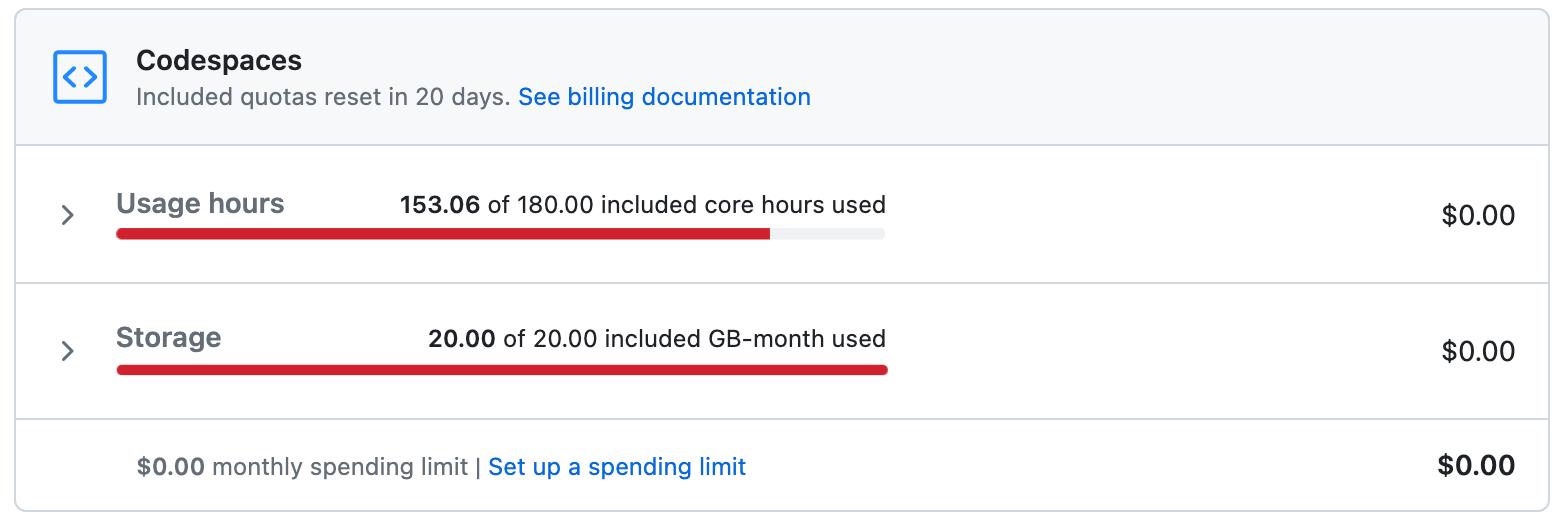 Codespaces
Included quotas reset in 20 days. See billing documentation
Usage hours 153.06 of 180.00 included core hours used $0.00
Storage 20.00 of 20.00 included GB-month used $0.00
$0.00 monthly spending limit | Set up a spending limit $0.00